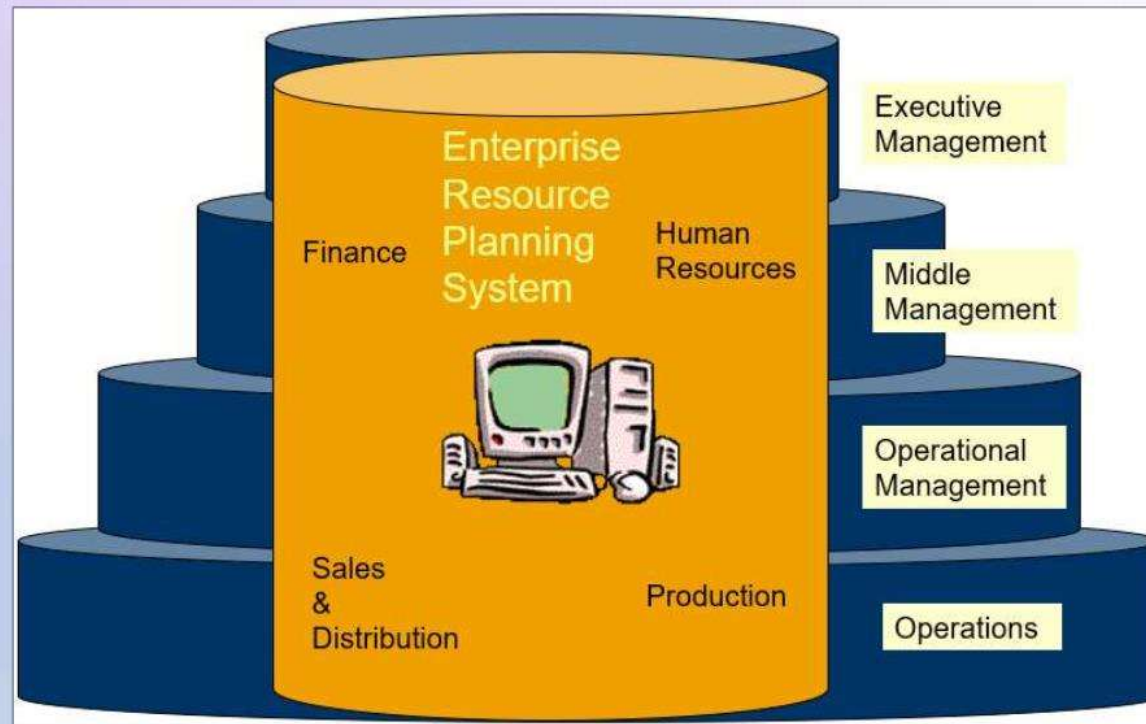 Enterprise
Resource
Planning
System
Finance
Human
Resources
Sales
&
Distribution
Production
Executive
Management
Middle
Management
Operational
Management
Operations